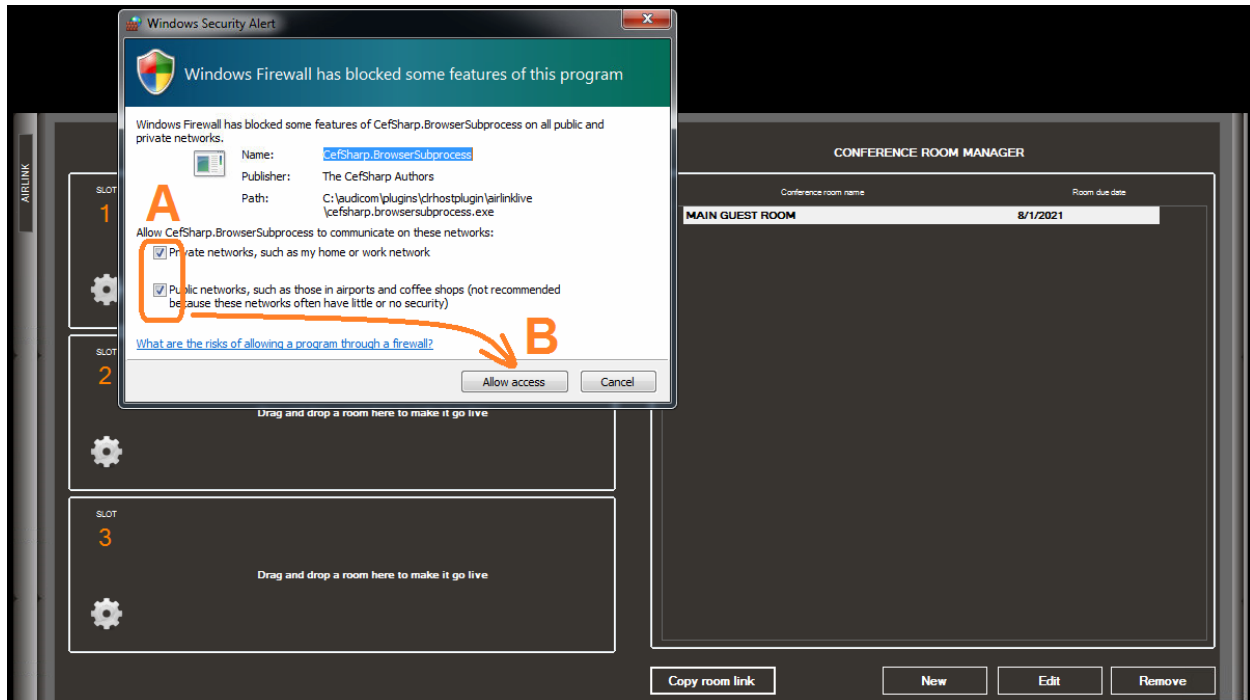 Windows Security Alert
Windows Firewall has blocked some features of this program
Windows Firewall has blocked some features of CefSharp.BrowserSubprocess on all public and
private networks.
Name: CefSharp.BrowserSubprocess
Publisher: The CefSharp Authors
Path: C:\audicom\plugins\dlrhostplugin\airlinklive
\cefsharp.browsersubprocess.exe
A
Allow CefSharp.BrowserSubprocess to communicate on these networks:
Private networks, such as my home or work network
Public networks, such as those in airports and coffee shops (not recommended
because these networks often have little or no security)
What are the risks of allowing a program through a firewall?
B
Allow access Cancel
AIRLINK
SLOT
1
SLOT
2
Drag and drop a room here to make it go live
SLOT
3
Drag and drop a room here to make it go live
CONFERENCE ROOM MANAGER
Conference room name Room due date
MAIN GUEST ROOM 8/1/2021
Copy room link New Edit Remove